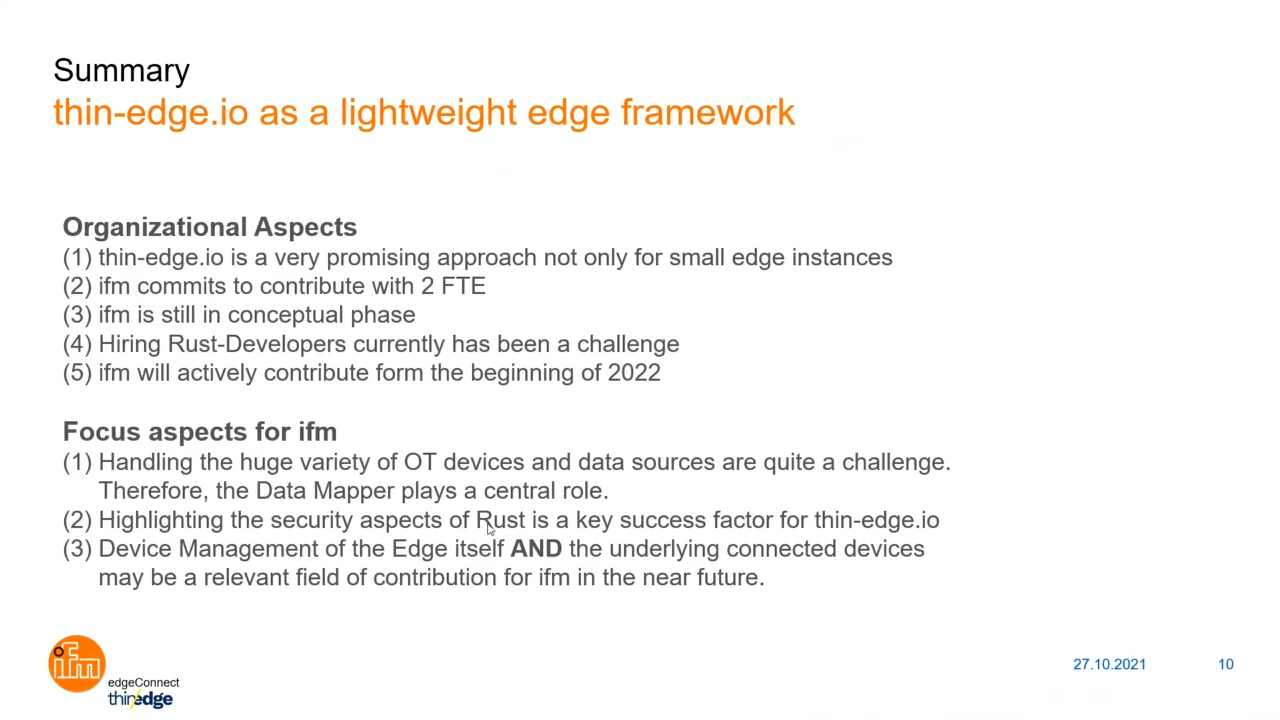 Summary
thin-edge.io as a lightweight edge framework
Organizational Aspects
(1) thin-edge.io is a very promising approach not only for small edge instances
(2) ifm commits to contribute with 2 FTE
(3) ifm is still in conceptual phase
(4) Hiring Rust-Developers currently has been a challenge
(5) ifm will actively contribute form the beginning of 2022
Focus aspects for ifm
(1) Handling the huge variety of OT devices and data sources are quite a challenge.
Therefore, the Data Mapper plays a central role.
(2) Highlighting the security aspects of Rust is a key success factor for thin-edge.io
(3) Device Management of the Edge itself AND the underlying connected devices
may be a relevant field of contribution for ifm in the near future.
ifm
edgeConnect
thin/edge
27.10.2021
10